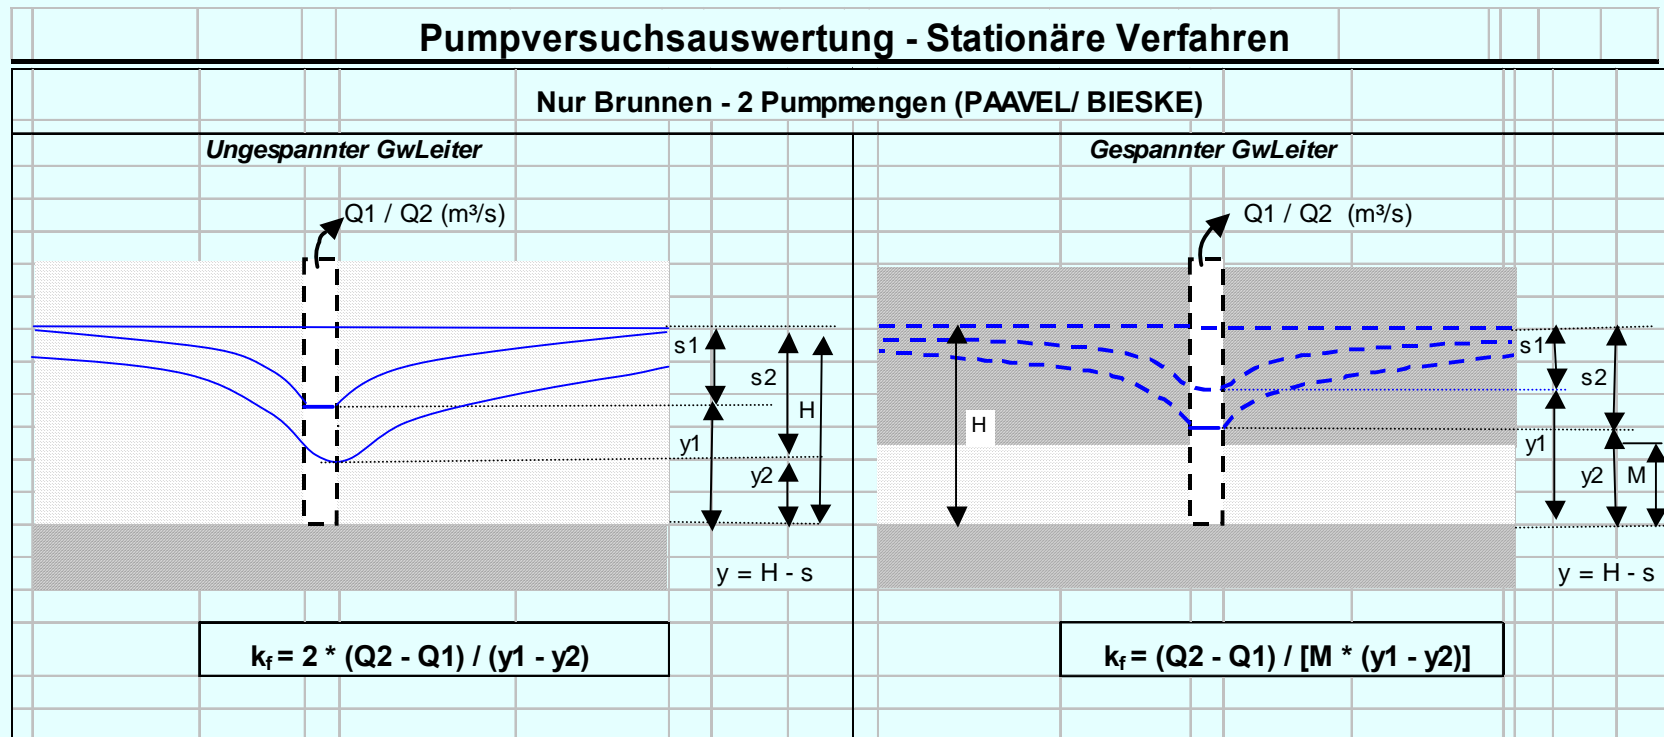 Pumpversuchsauswertung - Stationäre Verfahren
Nur Brunnen - 2 Pumpmengen (PAAVEL/ BIESKE)
Ungespannter GwLeiter
Q1 / Q2 (m³/s)
s1
s2
H
y1
y2
y = H - s
kf = 2 * (Q2 - Q1) / (y1 - y2)
Gespannter GwLeiter
Q1 / Q2 (m³/s)
H
s1
s2
y1
y2
M
y = H - s
kf = (Q2 - Q1) / [M * (y1 - y2)]